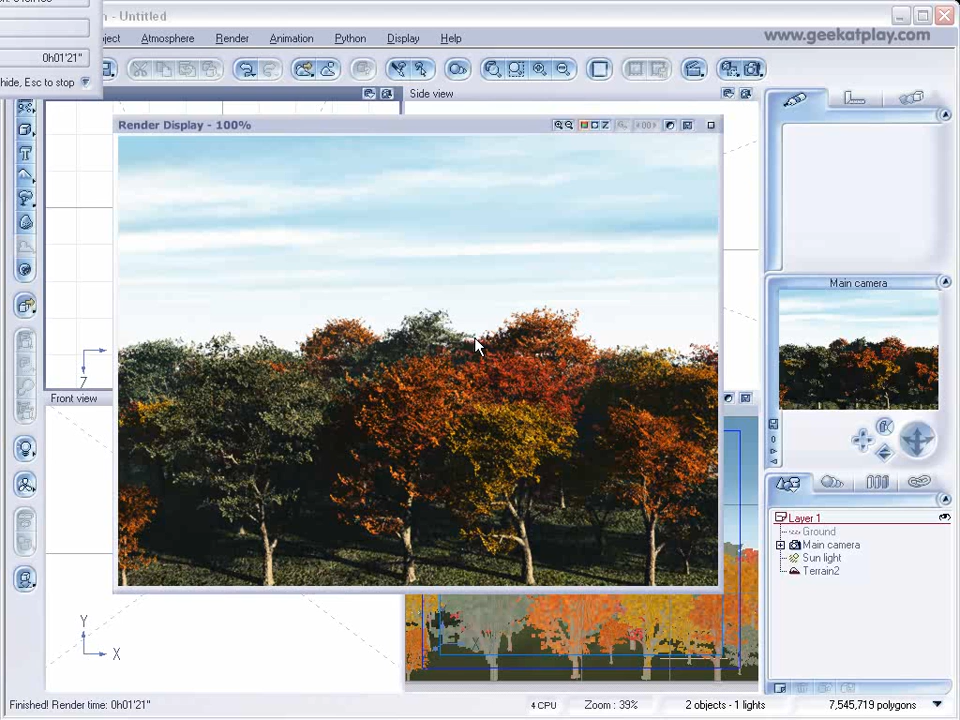 - Untitled
ject Atmosphere Render Animation Python Display Help
www.geekatplay.com
0h01'21"
hide, Esc to stop
Side view
Render Display - 100%
Main camera
Z
Front view
Layer 1
Ground
Main camera
Sun light
Terrain2
Y
X
X
Finished! Render time: 0h01'21"
4 CPU
Zoom : 39%
2 objects - 1 lights
7,545,719 polygons